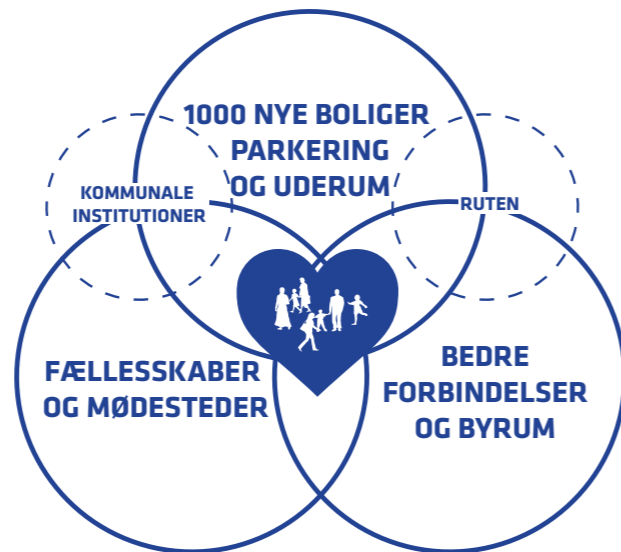 1000 NYE BOLIGER
PARKERING
OG UDERUM
KOMMUNALE
INSTITUTIONER
RUTEN
FÆLLESSKABER
OG MØDESTEDER
BEDRE
FORBINDELSER
OG BYRUM